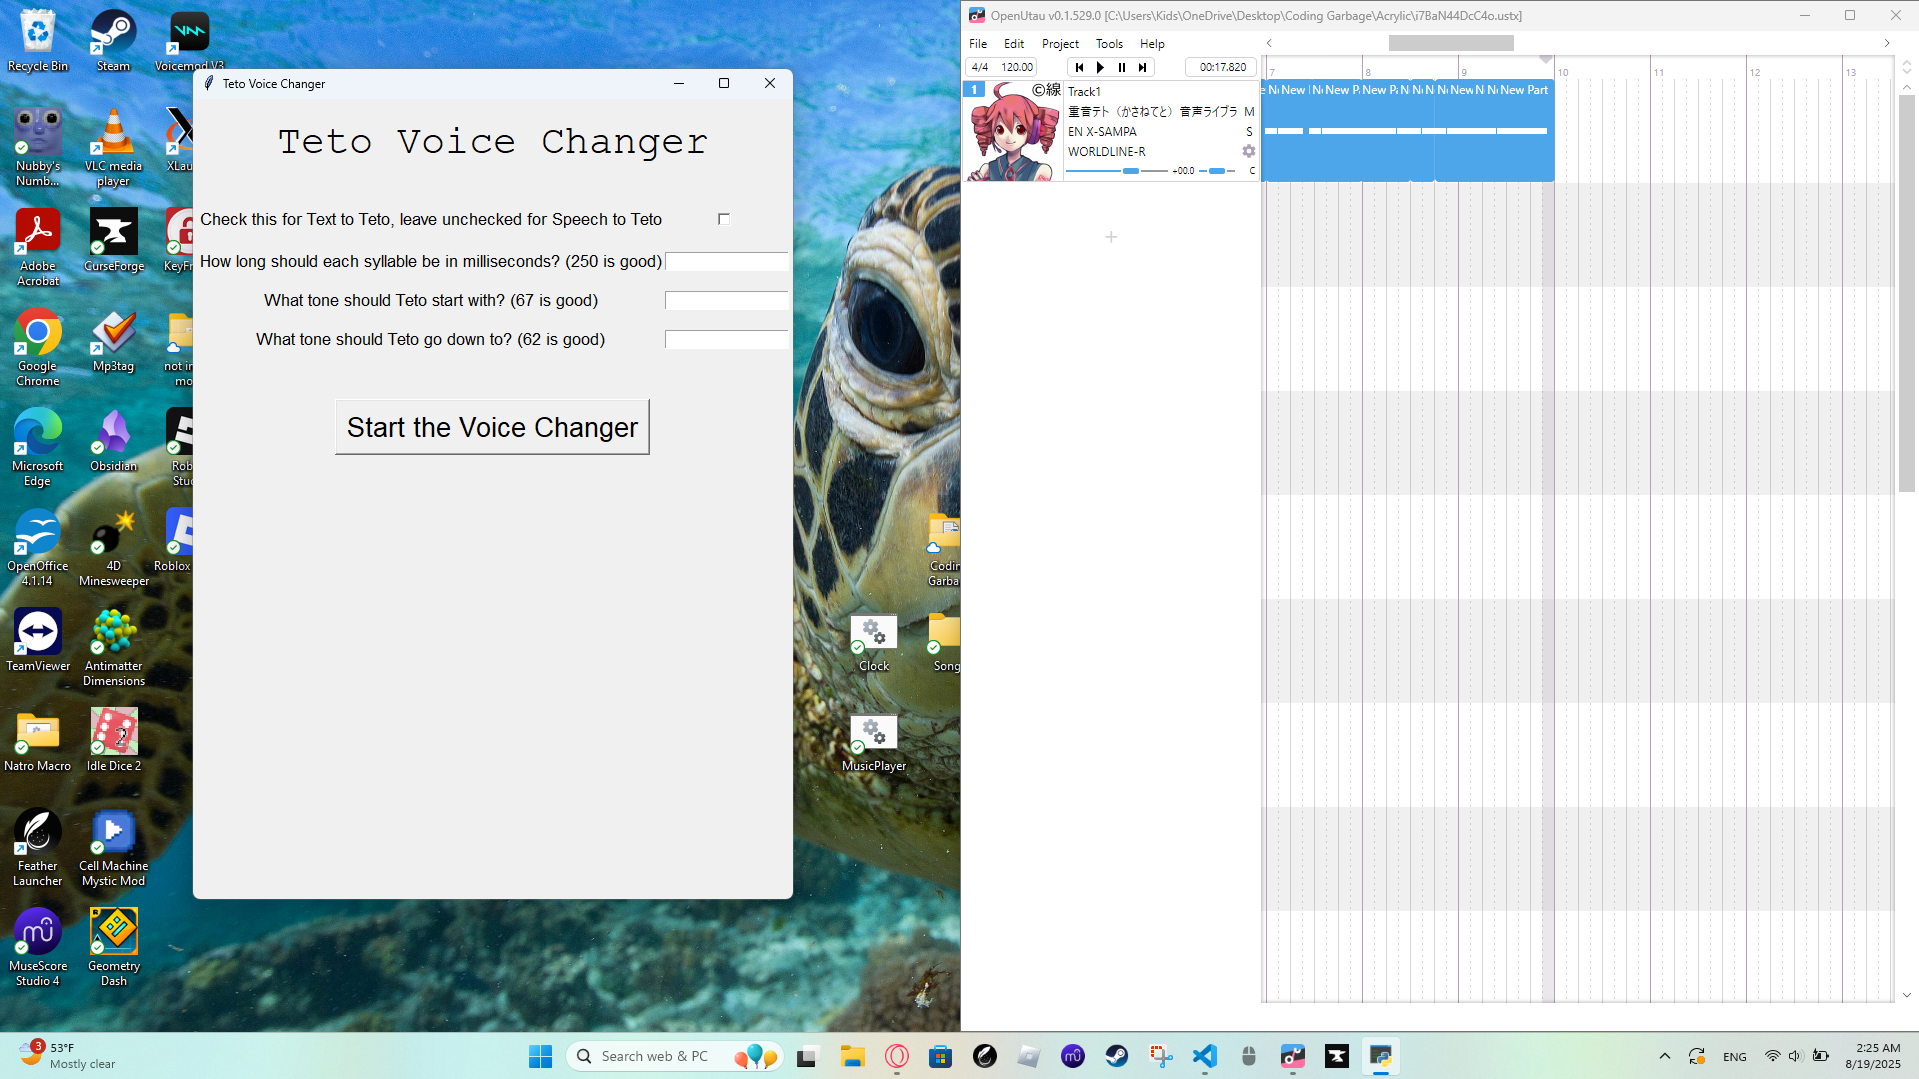 Recycle Bin
Steam
Voicemod V3
Nubby's
Numb...
VLC media
player
XLau
Adobe
Acrobat
CurseForge
KeyFr
Google
Chrome
Mp3tag
not in
mo
Microsoft
Edge
Obsidian
Rob
Stu
OpenOffice
4.1.14
4D
Minesweeper
Roblox
TeamViewer
Antimatter
Dimensions
Natro Macro
Idle Dice 2
2
Feather
Launcher
Cell Machine
Mystic Mod
MuseScore
Studio 4
Geometry
Dash
Teto Voice Changer
Teto Voice Changer
Check this for Text to Teto, leave unchecked for Speech to Teto
How long should each syllable be in milliseconds? (250 is good)
What tone should Teto start with? (67 is good)
What tone should Teto go down to? (62 is good)
Start the Voice Changer
Codin
Garba
Clock
Song
MusicPlayer
OpenUtau v0.1.529.0 [C:\Users\Kids\OneDrive\Desktop\Coding Garbage\Acrylic\i7BaN44DcC4o.ustx]
File Edit Project Tools Help
4/4 120.00 00:17.820
7 8 9 10 11 12 13
1 ©線 Track1
重音テト（かさねてと）音声ライブラ M
EN X-SAMPA S
WORLDLINE-R
+00.0 C
e N New N New P New P N N N New N N New Part
3 53°F
Mostly clear
Search web & PC
ENG
2:25 AM
8/19/2025